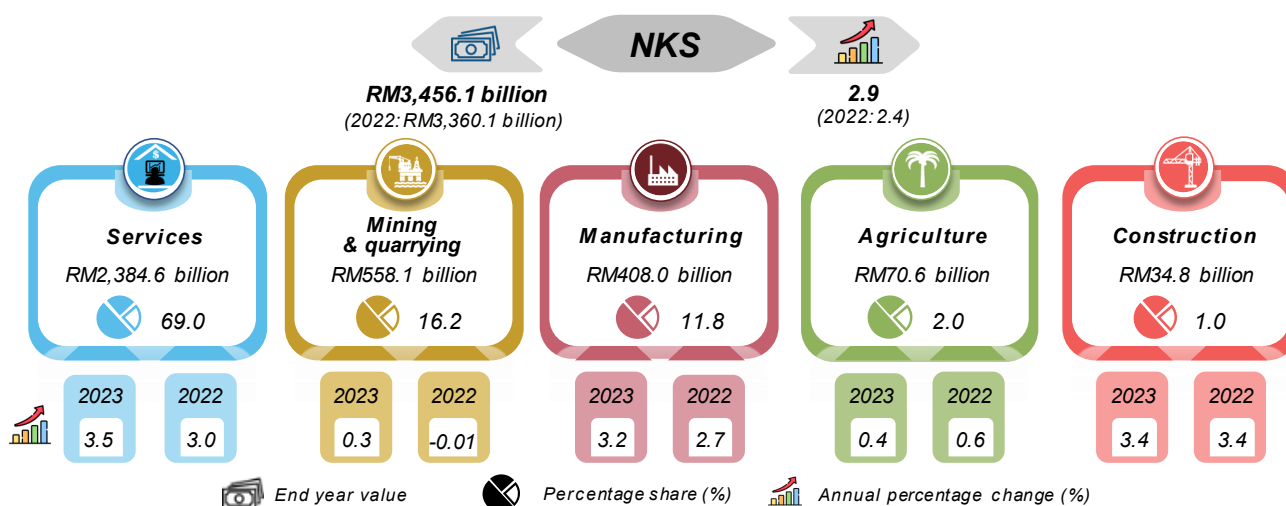 NKS
RM3,456.1 billion
(2022: RM3,360.1 billion)
2.9
(2022: 2.4)
$
Services
RM2,384.6 billion
69.0
Mining
& quarrying
RM558.1 billion
16.2
Manufacturing
RM408.0 billion
11.8
Agriculture
RM70.6 billion
2.0
Construction
RM34.8 billion
1.0
2023 2022
3.5 3.0
2023 2022
0.3 -0.01
2023 2022
3.2 2.7
2023 2022
0.4 0.6
2023 2022
3.4 3.4
End year value
Percentage share (%)
Annual percentage change (%)